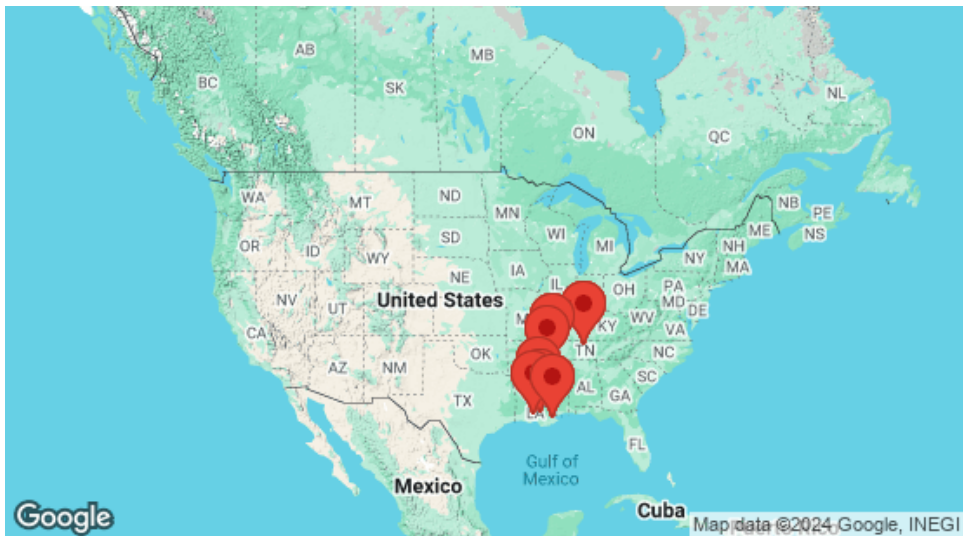 AB
MB
BC
SK
NL
ON
QC
WA
MT
ND
MN
NB
PE
OR
ID
SD
WI
MI
ME
NS
WY
NH
NY
MA
IA
NE
IL
OH
PA
MD
DE
NV
UT
United States
KY
WV
VA
CA
AZ
NM
OK
TN
NC
SC
TX
AL
GA
LA
FL
Gulf of
Mexico
Mexico
Cuba
Google
Map data ©2024 Google, INEGI
Puerto Rico